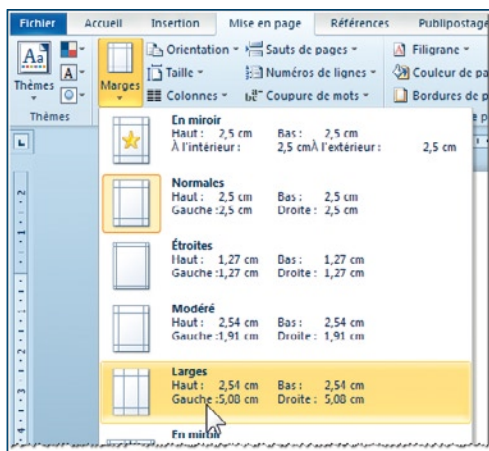 Fichier Accueil Insertion Mise en page Références Publipostag
Aa Orientation Sauts de pages Filigrane
A Taille Numéros de lignes Couleur de pa
Thèmes Marges Colonnes Coupure de mots Bordures de p
Thèmes e p
En miroir
Haut : 2,5 cm Bas : 2,5 cm
À l'intérieur : 2,5 cm À l'extérieur : 2,5 cm
Normales
Haut : 2,5 cm Bas : 2,5 cm
Gauche :2,5 cm Droite : 2,5 cm
Étroites
Haut : 1,27 cm Bas : 1,27 cm
Gauche :1,27 cm Droite : 1,27 cm
Modéré
Haut : 2,54 cm Bas : 2,54 cm
Gauche :1,91 cm Droite : 1,91 cm
Larges
Haut : 2,54 cm Bas : 2,54 cm
Gauche :5,08 cm Droite : 5,08 cm
En miroir